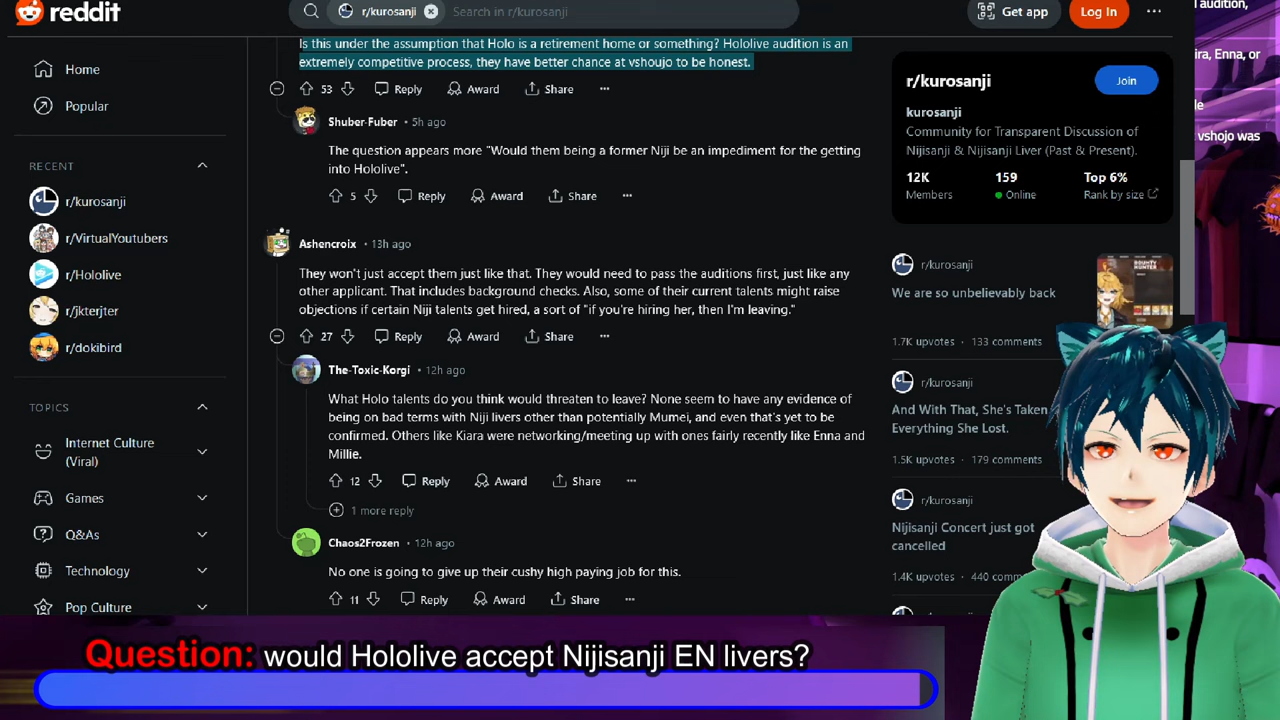 reddit
r/kurosanji
Search in r/kurosanji
Get app
Log In
Home
Popular
RECENT
r/kurosanji
r/VirtualYoutubers
r/Hololive
r/jkterjter
r/dokibird
TOPICS
Internet Culture
(Viral)
Games
Q&As
Technology
Pop Culture
Is this under the assumption that Holo is a retirement home or something? Hololive audition is an
extremely competitive process, they have better chance at vshoujo to be honest.
53 Reply Award Share
Shuber-Fuber • 5h ago
The question appears more "Would them being a former Niji be an impediment for the getting
into Hololive".
5 Reply Award Share
Ashencroix • 13h ago
They won't just accept them just like that. They would need to pass the auditions first, just like any
other applicant. That includes background checks. Also, some of their current talents might raise
objections if certain Niji talents get hired, a sort of "if you're hiring her, then I'm leaving."
27 Reply Award Share
The-Toxic-Korgi • 12h ago
What Holo talents do you think would threaten to leave? None seem to have any evidence of
being on bad terms with Niji livers other than potentially Mumei, and even that's yet to be
confirmed. Others like Kiara were networking/meeting up with ones fairly recently like Enna and
Millie.
12 Reply Award Share
1 more reply
Chaos2Frozen • 12h ago
No one is going to give up their cushy high paying job for this.
11 Reply Award Share
r/kurosanji
Join
kurosanji
Community for Transparent Discussion of
Nijisanji & Nijisanji Liver (Past & Present).
12K 159 Top 6%
Members Online Rank by size
r/kurosanji
We are so unbelievably back
BOUNTY
HUNTER
1.7K upvotes • 133 comments
r/kurosanji
And With That, She's Taken
Everything She Lost.
1.5K upvotes • 179 comments
r/kurosanji
Nijisanji Concert just got
cancelled
1.4K upvotes • 440
audition,
Enna, or
vshojo was
Question: would Hololive accept Nijisanji EN livers?